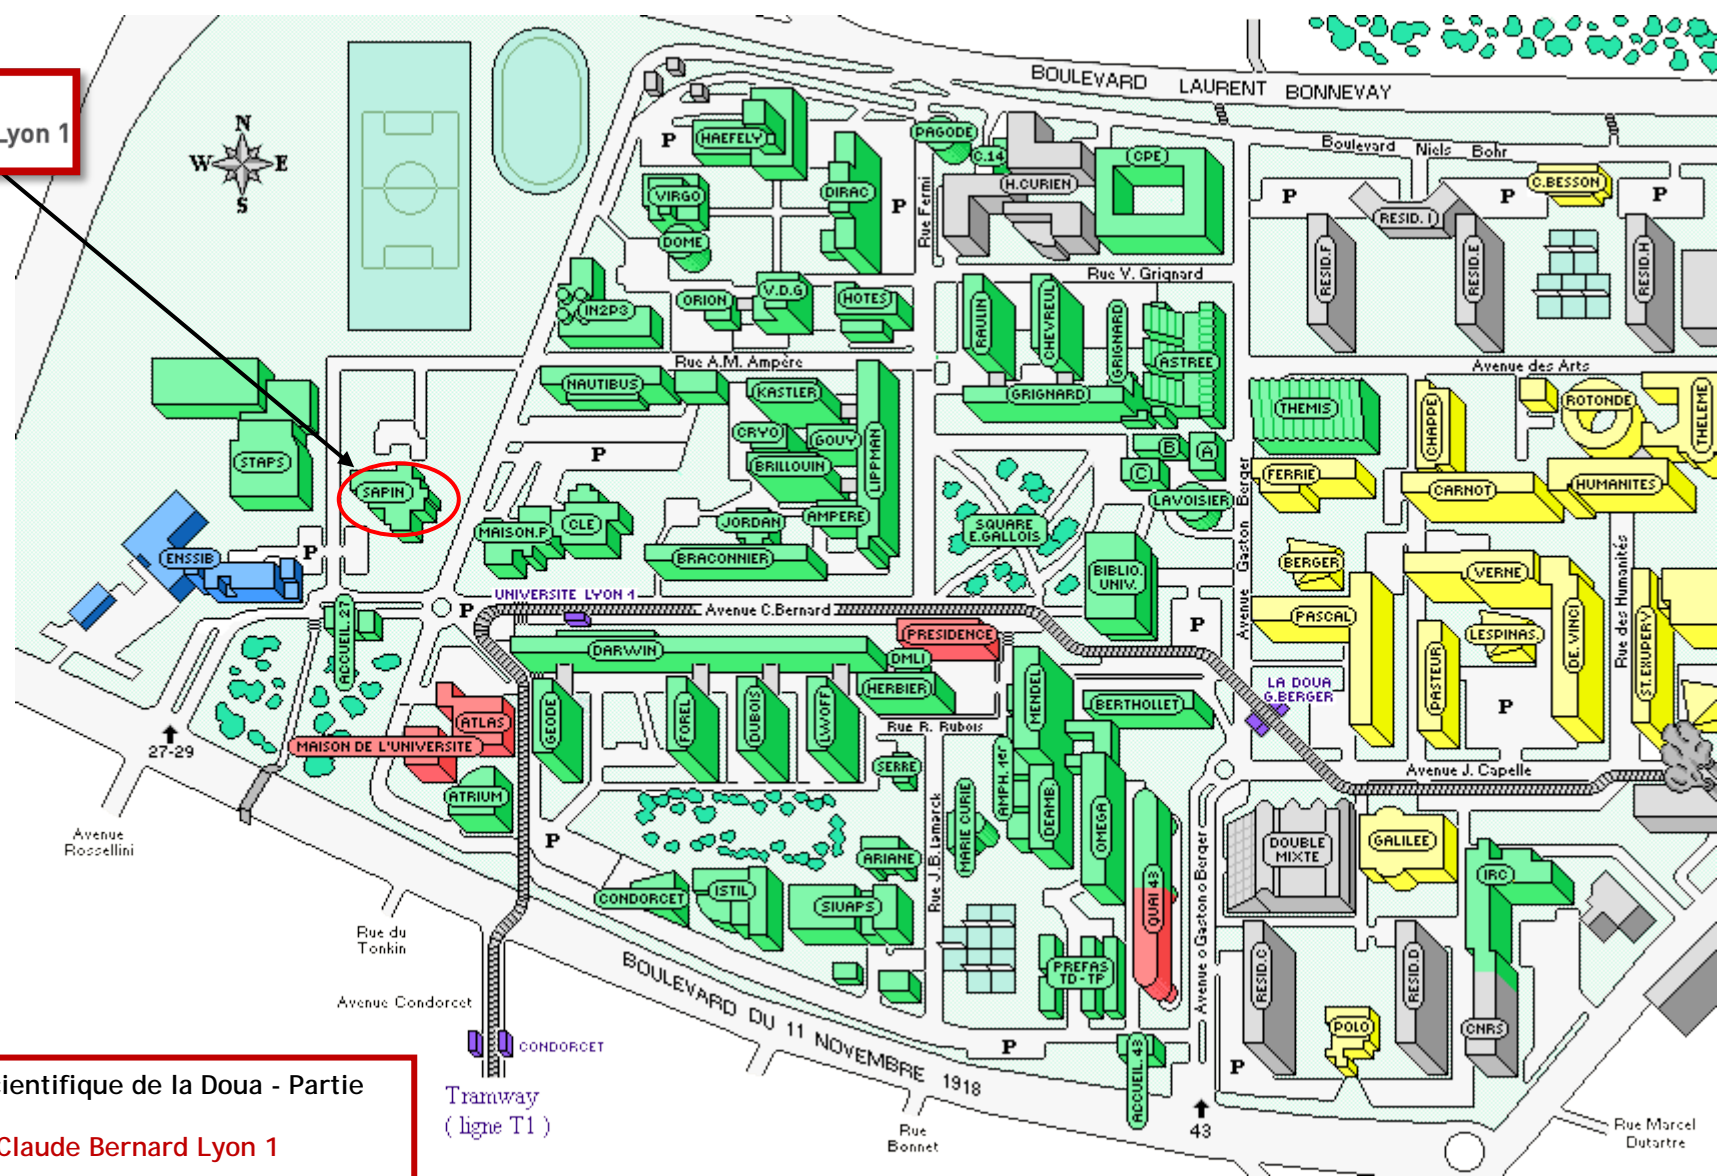 Lyon 1
N
W E
S
BOULEVARD LAURENT BONNEVAY
Boulevard Niels Bohr
HAEFELY
PAGODE
C.14
CPE
H.CURIEN
C.BESSON
P
P
P
P
VIRGO
DIRAC
P
DOME
Rue Fermi
RESID. I
RESID.F
RESID.E
RESID.H
Rue V. Grignard
IN2P3
ORION
V.D.G
HOTES
RAULIN
CHEVREUL
GRIGNARD
ASTREE
Rue A.M. Ampère
Avenue des Arts
NAUTIBUS
KASTLER
GRIGNARD
THEMIS
CHAPPE
ROTONDE
THELEME
CRYO
GOUY
LIPPMAN
STAPS
P
BRILLOUIN
B
A
C
FERRIE
CARNOT
HUMANITES
SAPIN
LAVOISIER
MAISON.P
CLE
JORDAN
AMPERE
SQUARE
E.GALLOIS
Avenue Gaston Berger
ENSSIB
P
BRACONNIER
BIBLIO
UNIV.
BERGER
VERNE
Rue des Humanités
UNIVERSITE LYON 1
P
Avenue C.Bernard
P
PASCAL
ACCUEIL.27
DARWIN
PRESIDENCE
DMLI
LESPINAS.
DE. VINCI
ST.EXUPERY
PASTEUR
HERBIER
MENDEL
LA DOUA
G.BERGER
ATLAS
GEODE
FOREL
DUBOIS
LWOFF
BERTHOLLET
P
Rue R. Rubois
MAISON DE L'UNIVERSITE
27-29
SERRE
AMPH. MER
Avenue J. Capelle
ATRIUM
DEAMB.
OMEGA
Avenue
Rossellini
P
MARIE CURIE
Rue J.B.Lamarck
DOUBLE
MIXTE
GALILEE
ARIANE
IRC
CONDORCET
ISTIL
SIUAPS
QUAI 43
Rue du
Tonkin
PREFAS
TD-TP
Avenue o Gaston o Berger
RESID.C
RESID.D
BOULEVARD DU 11 NOVEMBRE 1918
Avenue Condorcet
POLO
CNRS
CONDORCET
P
ACCUEIL. 43
P
Tramway
( ligne T1 )
43
Rue
Bonnet
Rue Marcel
Dutartre
cientifique de la Doua - Partie
Claude Bernard Lyon 1